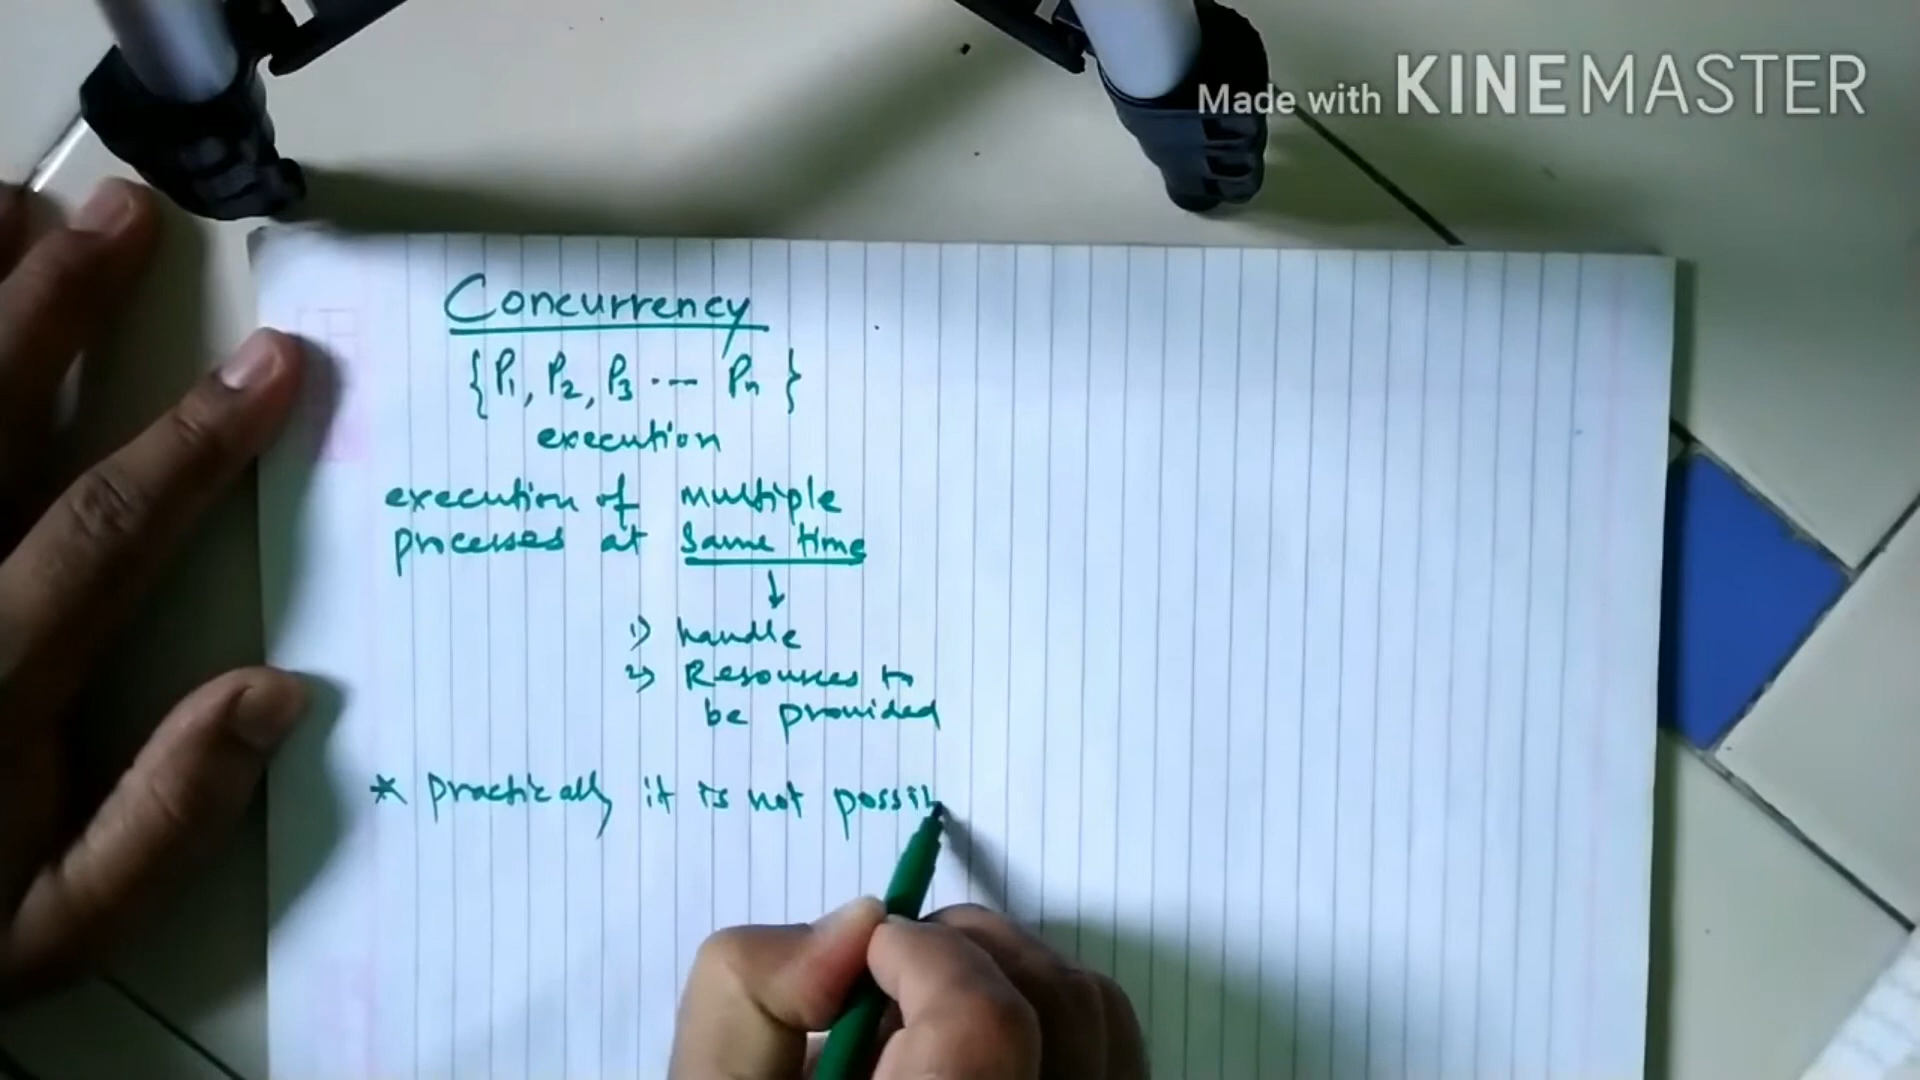 Made with KINEMASTER
Concurrency
{P1, P2, P3 .-- Pn}
execution
execution of multiple
processes at same time
↓
1) handle
2) Resources to
be provided
* practically it is not possib